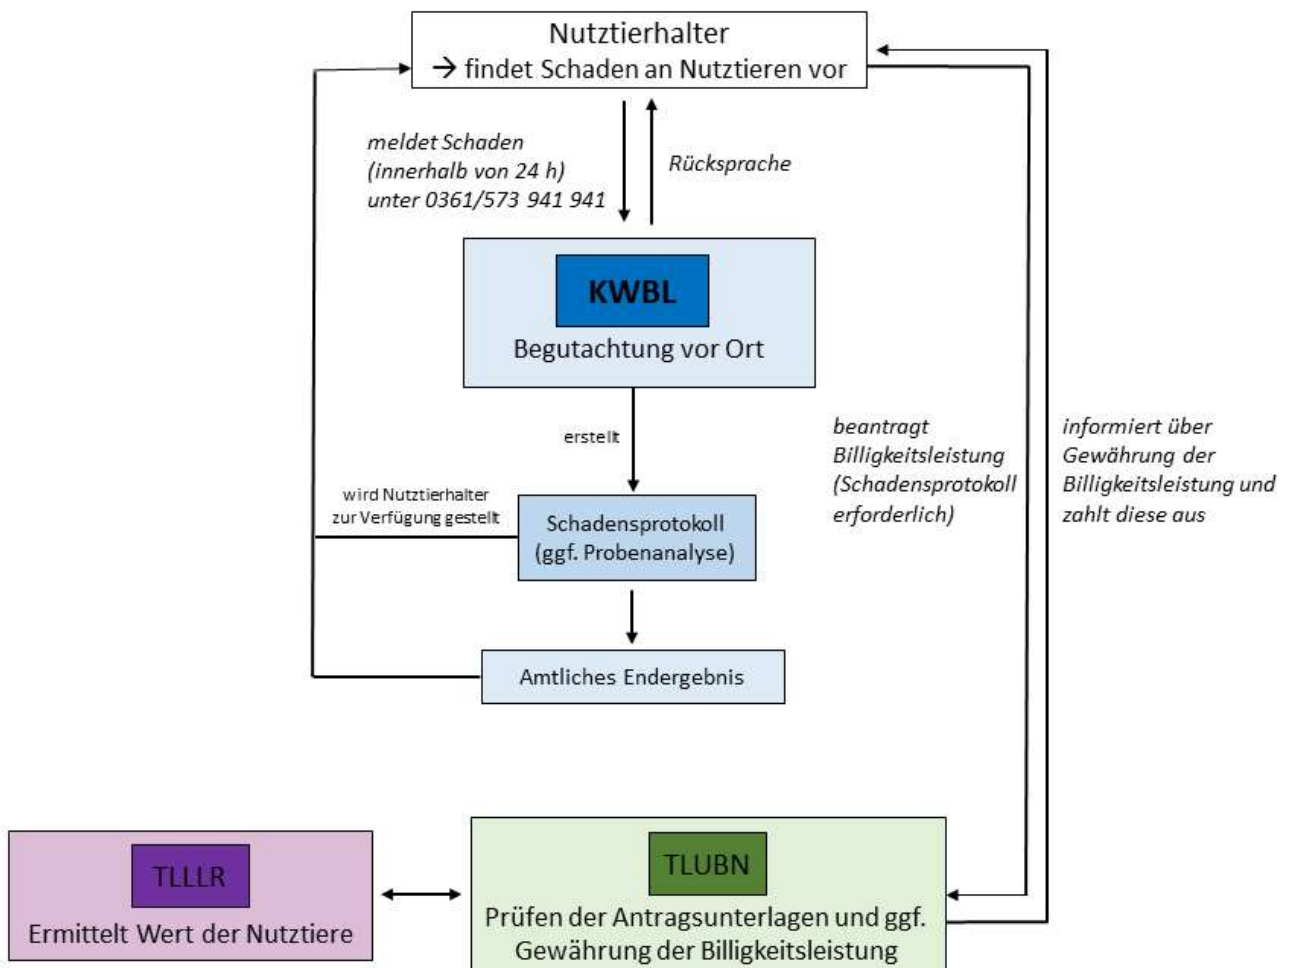 Nutztierhalter
→ findet Schaden an Nutztieren vor
meldet Schaden
(innerhalb von 24 h)
unter 0361/573 941 941
Rücksprache
KWBL
Begutachtung vor Ort
erstellt
wird Nutztierhalter
zur Verfügung gestellt
Schadensprotokoll
(ggf. Probenanalyse)
Amtliches Endergebnis
beantragt
Billigkeitsleistung
(Schadensprotokoll
erforderlich)
informiert über
Gewährung der
Billigkeitsleistung und
zahlt diese aus
TLLLR
Ermittelt Wert der Nutztiere
TLUBN
Prüfen der Antragsunterlagen und ggf.
Gewährung der Billigkeitsleistung